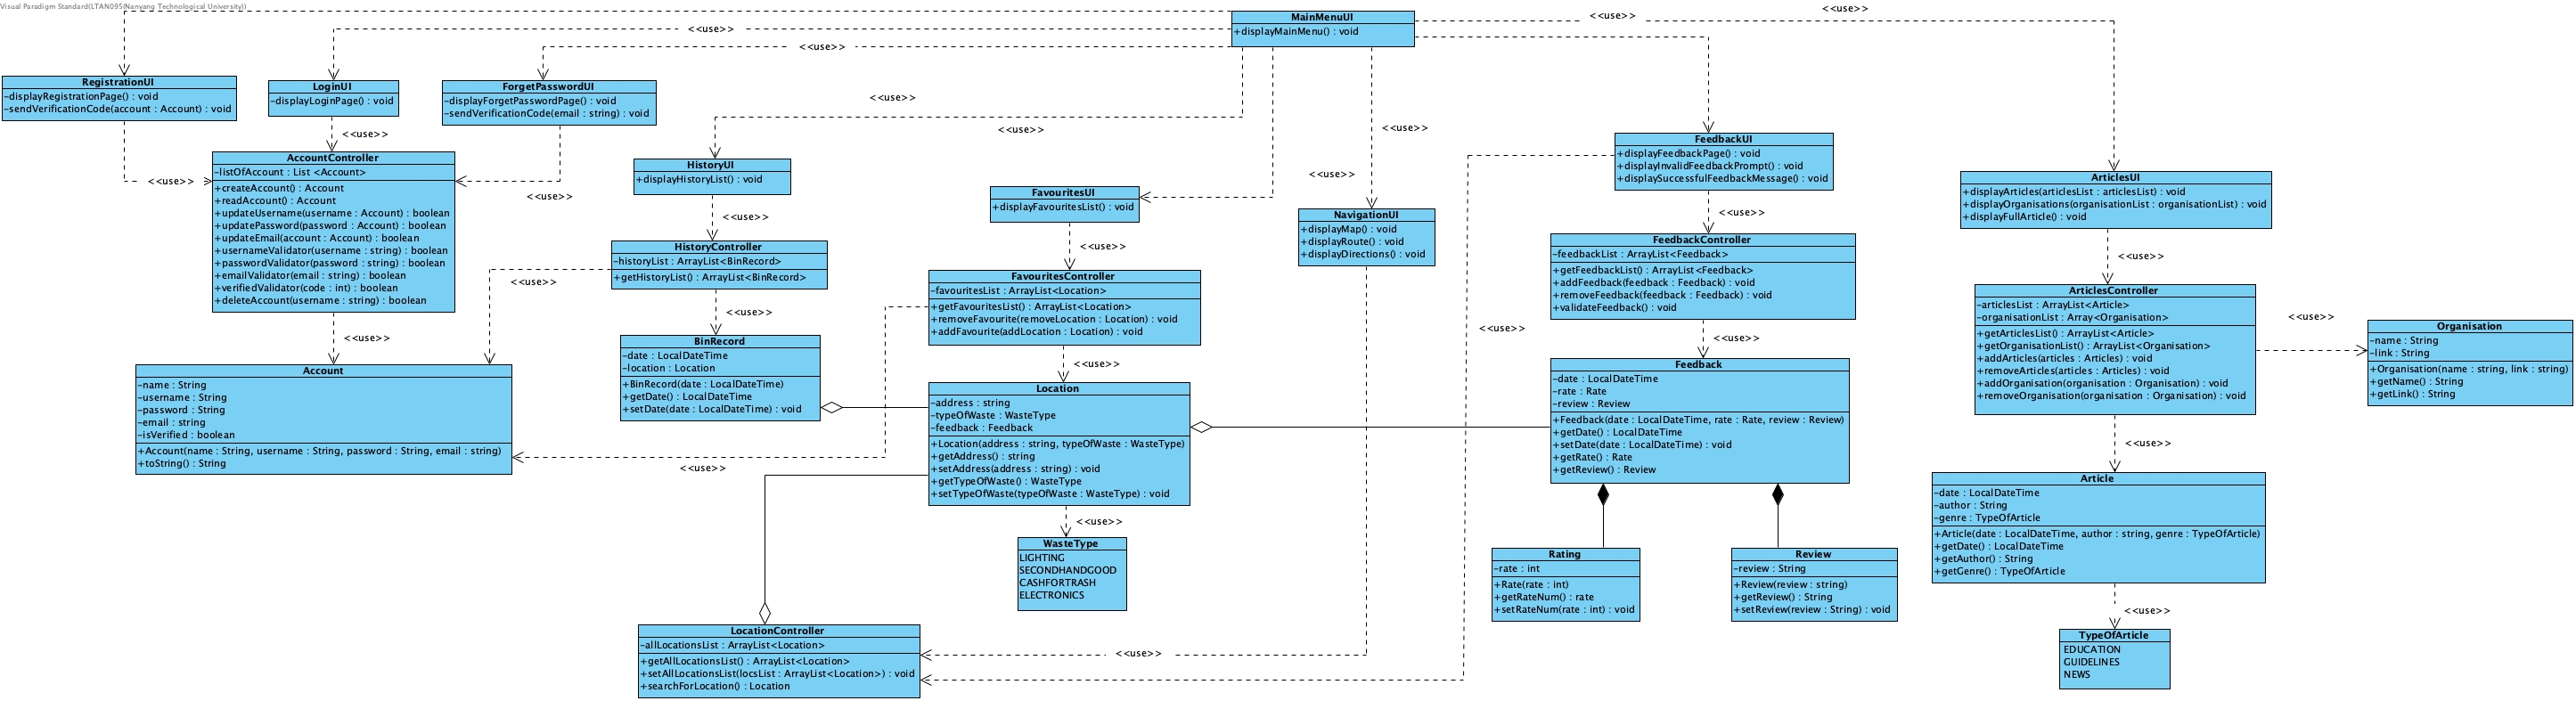 Visual Paradigm Standard(LTAN095(Nanyang Technological University))
MainMenuUI
+displayMainMenu() : void
<<use>>
<<use>>
<<use>>
<<use>>
<<use>>
<<use>>
<<use>>
<<use>>
RegistrationUI
-displayRegistrationPage() : void
-sendVerificationCode(account : Account) : void
LoginUI
-displayLoginPage() : void
ForgetPasswordUI
-displayForgetPasswordPage() : void
-sendVerificationCode(email : string) : void
<<use>>
<<use>>
<<use>>
AccountController
-listOfAccount : List <Account>
+createAccount() : Account
+readAccount() : Account
+updateUsername(username : Account) : boolean
+updatePassword(password : Account) : boolean
+updateEmail(account : Account) : boolean
+usernameValidator(username : string) : boolean
+passwordValidator(password : string) : boolean
+emailValidator(email : string) : boolean
+verifiedValidator(code : int) : boolean
+deleteAccount(username : string) : boolean
<<use>>
Account
-name : String
-username : String
-password : String
-email : string
-isVerified : boolean
+Account(name : String, username : String, password : String, email : string)
+toString() : String
HistoryUI
+displayHistoryList() : void
<<use>>
HistoryController
-historyList : ArrayList<BinRecord>
+getHistoryList() : ArrayList<BinRecord>
<<use>>
<<use>>
BinRecord
-date : LocalDateTime
-location : Location
+BinRecord(date : LocalDateTime)
+getDate() : LocalDateTime
+setDate(date : LocalDateTime) : void
FavouritesUI
+displayFavouritesList() : void
<<use>>
FavouritesController
-favouritesList : ArrayList<Location>
+getFavouritesList() : ArrayList<Location>
+removeFavourite(removeLocation : Location) : void
+addFavourite(addLocation : Location) : void
<<use>>
<<use>>
Location
-address : string
-typeOfWaste : WasteType
-feedback : Feedback
+Location(address : string, typeOfWaste : WasteType)
+getAddress() : string
+setAddress(address : string) : void
+getTypeOfWaste() : WasteType
+setTypeOfWaste(typeOfWaste : WasteType) : void
<<use>>
WasteType
LIGHTING
SECONDHANDGOOD
CASHFORTRASH
ELECTRONICS
LocationController
-allLocationsList : ArrayList<Location>
+getAllLocationsList() : ArrayList<Location>
+setAllLocationsList(locsList : ArrayList<Location>) : void
+searchForLocation() : Location
<<use>>
NavigationUI
+displayMap() : void
+displayRoute() : void
+displayDirections() : void
<<use>>
FeedbackUI
+displayFeedbackPage() : void
+displayInvalidFeedbackPrompt() : void
+displaySuccessfulFeedbackMessage() : void
<<use>>
FeedbackController
-feedbackList : ArrayList<Feedback>
+getFeedbackList() : ArrayList<Feedback>
+addFeedback(feedback : Feedback) : void
+removeFeedback(feedback : Feedback) : void
+validateFeedback() : void
<<use>>
Feedback
-date : LocalDateTime
-rate : Rate
-review : Review
+Feedback(date : LocalDateTime, rate : Rate, review : Review)
+getDate() : LocalDateTime
+setDate(date : LocalDateTime) : void
+getRate() : Rate
+getReview() : Review
Rating
-rate : int
+Rate(rate : int)
+getRateNum() : rate
+setRateNum(rate : int) : void
Review
-review : String
+Review(review : string)
+getReview() : String
+setReview(review : String) : void
ArticlesUI
+displayArticles(articlesList : articlesList) : void
+displayOrganisations(organisationList : organisationList) : void
+displayFullArticle() : void
<<use>>
ArticlesController
-articlesList : ArrayList<Article>
-organisationList : Array<Organisation>
+getArticlesList() : ArrayList<Article>
+getOrganisationList() : ArrayList<Organisation>
+addArticles(articles : Articles) : void
+removeArticles(articles : Articles) : void
+addOrganisation(organisation : Organisation) : void
+removeOrganisation(organisation : Organisation) : void
<<use>>
Organisation
-name : String
-link : String
+Organisation(name : string, link : string)
+getName() : String
+getLink() : String
<<use>>
Article
-date : LocalDateTime
-author : String
-genre : TypeOfArticle
+Article(date : LocalDateTime, author : string, genre : TypeOfArticle)
+getDate() : LocalDateTime
+getAuthor() : String
+getGenre() : TypeOfArticle
<<use>>
TypeOfArticle
EDUCATION
GUIDELINES
NEWS